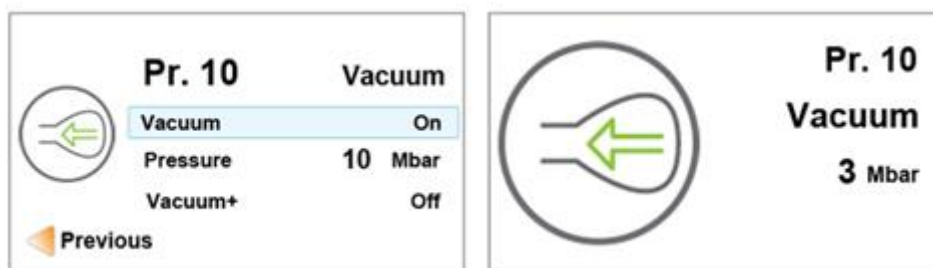 Pr. 10 Vacuum
Vacuum On
Pressure 10 Mbar
Vacuum+ Off
Previous
Pr. 10
Vacuum
3 Mbar